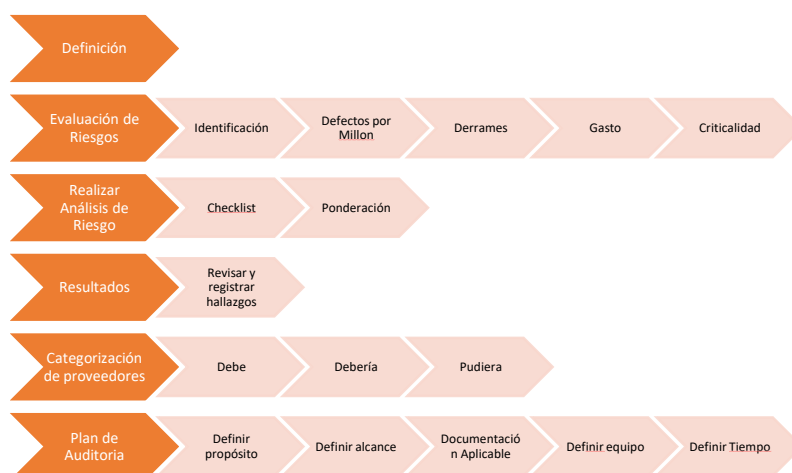 Definición
Evaluación de
Riesgos
Identificación
Defectos por
Millon
Derrames
Gasto
Criticalidad
Realizar
Análisis de
Riesgo
Checklist
Ponderación
Resultados
Revisar y
registrar
hallazgos
Categorización
de proveedores
Debe
Debería
Pudiera
Plan de
Auditoria
Definir
propósito
Definir alcance
Documentació
n Aplicable
Definir equipo
Definir Tiempo